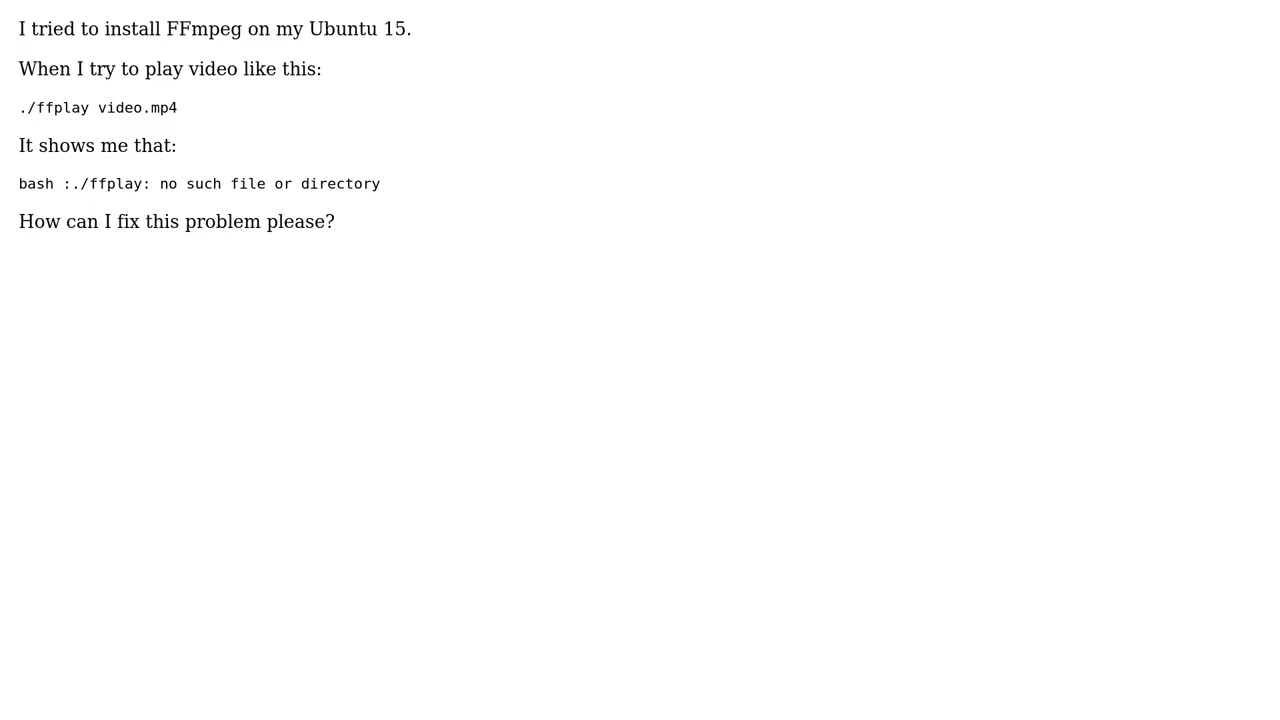 I tried to install FFmpeg on my Ubuntu 15.
When I try to play video like this:
./ffplay video.mp4
It shows me that:
bash :./ffplay: no such file or directory
How can I fix this problem please?